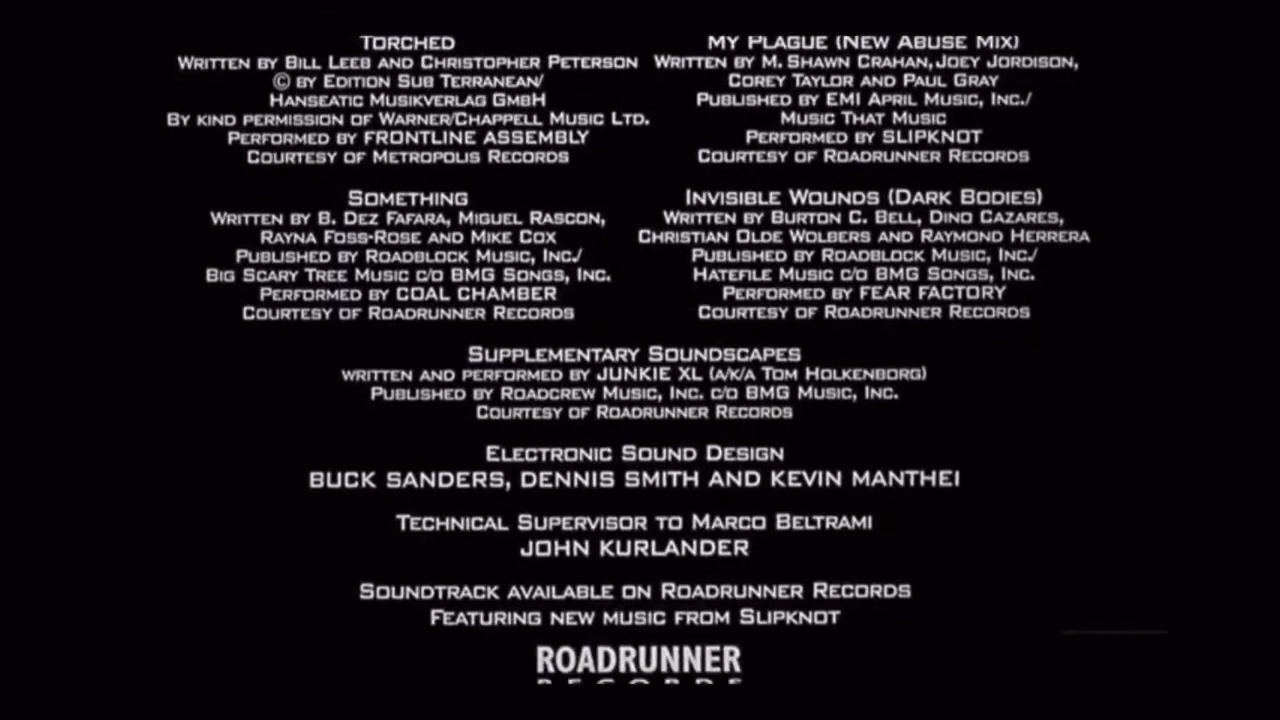 TORCHED
WRITTEN BY BILL LEEB AND CHRISTOPHER PETERSON
© BY EDITION SUB TERRANEAN/
HANSEATIC MUSIKVERLAG GMBH
BY KIND PERMISSION OF WARNER/CHAPPELL MUSIC LTD.
PERFORMED BY FRONTLINE ASSEMBLY
COURTESY OF METROPOLIS RECORDS
MY PLAGUE (NEW ABUSE MIX)
WRITTEN BY M. SHAWN CRAHAN, JOEY JORDISON,
COREY TAYLOR AND PAUL GRAY
PUBLISHED BY EMI APRIL MUSIC, INC./
MUSIC THAT MUSIC
PERFORMED BY SLIPKNOT
COURTESY OF ROADRUNNER RECORDS
SOMETHING
WRITTEN BY B. DEZ FAFARA, MIGUEL RASCON,
RAYNA FOSS-ROSE AND MIKE COX
PUBLISHED BY ROADBLOCK MUSIC, INC./
BIG SCARY TREE MUSIC C/O BMG SONGS, INC.
PERFORMED BY COAL CHAMBER
COURTESY OF ROADRUNNER RECORDS
INVISIBLE WOUNDS (DARK BODIES)
WRITTEN BY BURTON C. BELL, DINO CAZARES,
CHRISTIAN OLDE WOLBERS AND RAYMOND HERRERA
PUBLISHED BY ROADBLOCK MUSIC, INC./
HATEFILE MUSIC C/O BMG SONGS, INC.
PERFORMED BY FEAR FACTORY
COURTESY OF ROADRUNNER RECORDS
SUPPLEMENTARY SOUNDSCAPES
WRITTEN AND PERFORMED BY JUNKIE XL (A/K/A TOM HOLKENBORG)
PUBLISHED BY ROADCREW MUSIC, INC. C/O BMG MUSIC, INC.
COURTESY OF ROADRUNNER RECORDS
ELECTRONIC SOUND DESIGN
BUCK SANDERS, DENNIS SMITH AND KEVIN MANTHEI
TECHNICAL SUPERVISOR TO MARCO BELTRAMI
JOHN KURLANDER
SOUNDTRACK AVAILABLE ON ROADRUNNER RECORDS
FEATURING NEW MUSIC FROM SLIPKNOT
ROADRUNNER
RECORDS